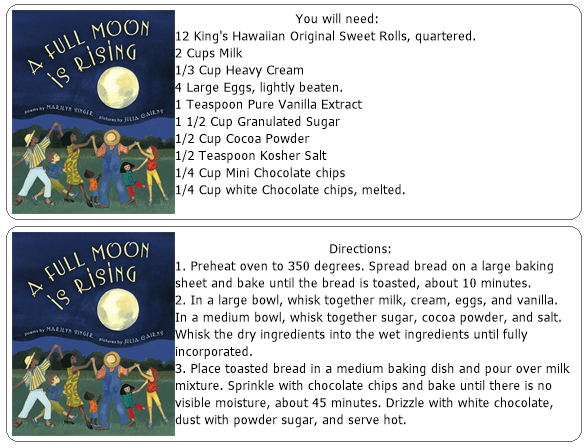 A FULL MOON
IS RISING
poems by MARILYN SINGER pictures by JULIA CAIRNS
You will need:
12 King's Hawaiian Original Sweet Rolls, quartered.
2 Cups Milk
1/3 Cup Heavy Cream
4 Large Eggs, lightly beaten.
1 Teaspoon Pure Vanilla Extract
1 1/2 Cup Granulated Sugar
1/2 Cup Cocoa Powder
1/2 Teaspoon Kosher Salt
1/4 Cup Mini Chocolate chips
1/4 Cup white Chocolate chips, melted.
A FULL MOON
IS RISING
poems by MARILYN SINGER pictures by JULIA CAIRNS
Directions:
1. Preheat oven to 350 degrees. Spread bread on a large baking
sheet and bake until the bread is toasted, about 10 minutes.
2. In a large bowl, whisk together milk, cream, eggs, and vanilla.
In a medium bowl, whisk together sugar, cocoa powder, and salt.
Whisk the dry ingredients into the wet ingredients until fully
incorporated.
3. Place toasted bread in a medium baking dish and pour over milk
mixture. Sprinkle with chocolate chips and bake until there is no
visible moisture, about 45 minutes. Drizzle with white chocolate,
dust with powder sugar, and serve hot.